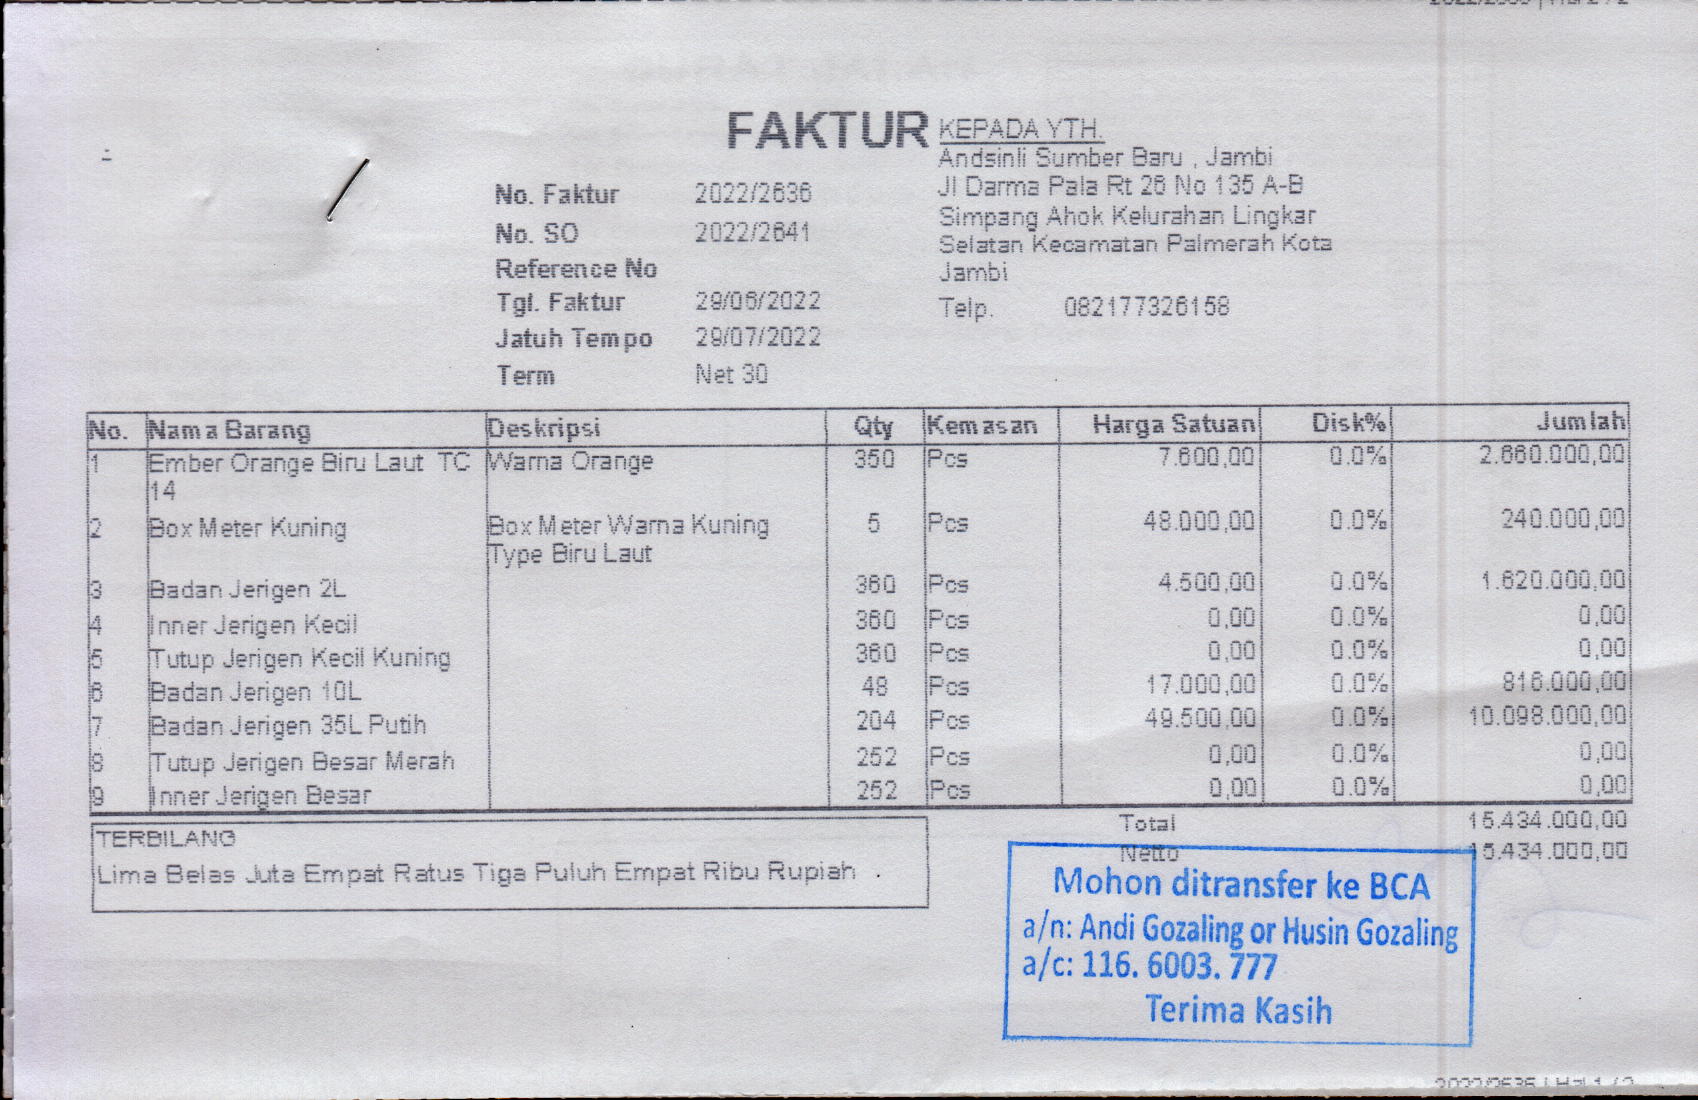 FAKTUR
KEPADA YTH.
Andsinli Sumber Baru , Jambi
Jl Darma Pala Rt 26 No 135 A-B
Simpang Ahok Kelurahan Lingkar
Selatan Kecamatan Palmerah Kota
Jambi
Telp. 082177326158
No. Faktur 2022/2636
No. SO 2022/2641
Reference No
Tgl. Faktur 29/06/2022
Jatuh Tempo 29/07/2022
Term Net 30
No. Nama Barang Deskripsi Qty Kemasan Harga Satuan Disk% Jumlah
1 Ember Orange Biru Laut TC Warna Orange 350 Pcs 7.600,00 0.0% 2.660.000,00
14
2 Box Meter Kuning Box Meter Warna Kuning 5 Pcs 48.000,00 0.0% 240.000,00
Type Biru Laut
3 Badan Jerigen 2L 360 Pcs 4.500,00 0.0% 1.620.000,00
4 Inner Jerigen Kecil 360 Pcs 0,00 0.0% 0,00
5 Tutup Jerigen Kecil Kuning 360 Pcs 0,00 0.0% 0,00
6 Badan Jerigen 10L 48 Pcs 17.000,00 0.0% 816.000,00
7 Badan Jerigen 35L Putih 204 Pcs 49.500,00 0.0% 10.098.000,00
8 Tutup Jerigen Besar Merah 252 Pcs 0,00 0.0% 0,00
9 Inner Jerigen Besar 252 Pcs 0,00 0.0% 0,00
Total 15.434.000,00
Netto 15.434.000,00
TERBILANG
Lima Belas Juta Empat Ratus Tiga Puluh Empat Ribu Rupiah .
Mohon ditransfer ke BCA
a/n: Andi Gozaling or Husin Gozaling
a/c: 116. 6003. 777
Terima Kasih